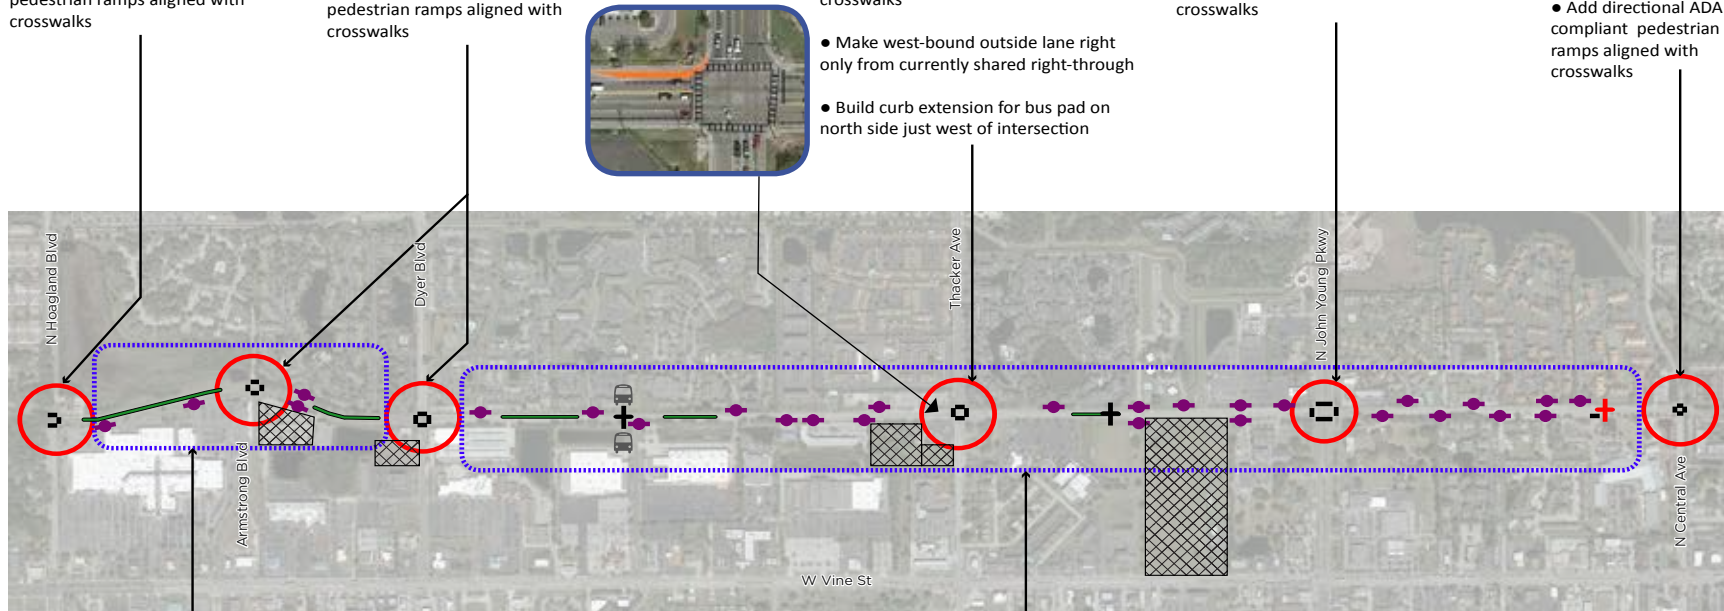 pedestrian ramps aligned with
crosswalks
pedestrian ramps aligned with
crosswalks
crosswalks
● Make west-bound outside lane right
only from currently shared right-through
● Build curb extension for bus pad on
north side just west of intersection
crosswalks
● Add directional ADA
compliant pedestrian
ramps aligned with
crosswalks
N Hoagland Blvd
Armstrong Blvd
Dyer Blvd
Thacker Ave
N John Young Pkwy
N Central Ave
W Vine St